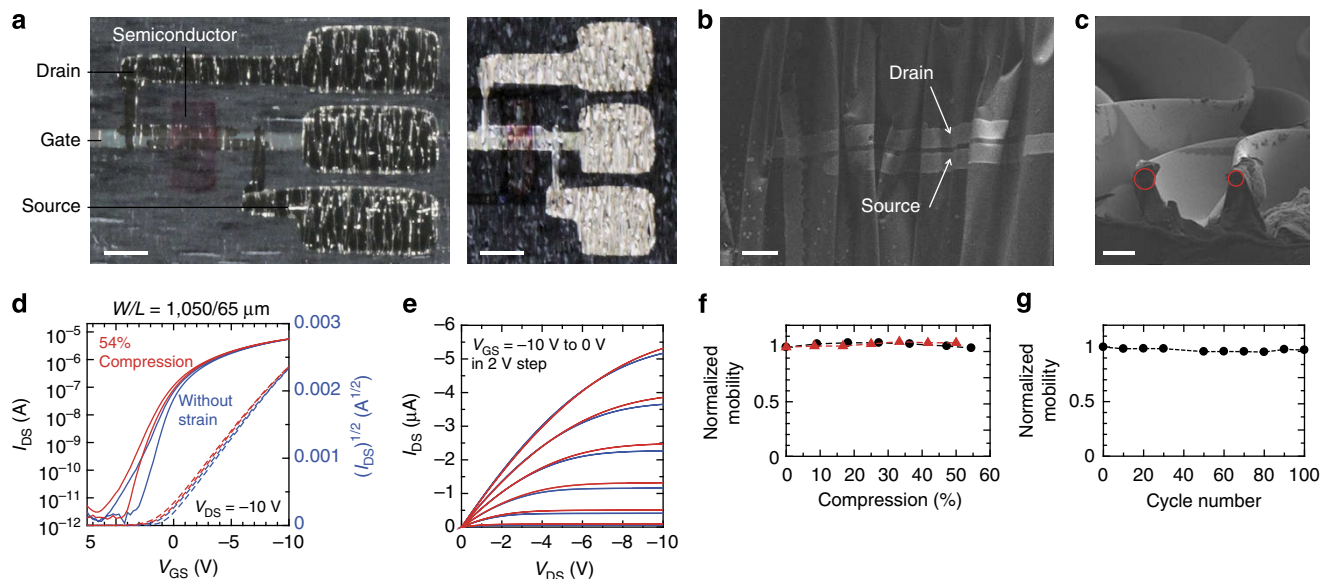 a
Semiconductor
Drain
Gate
Source
b
Drain
Source
c
d
W/L = 1,050/65 μm
54%
Compression
Without
strain
V_DS = −10 V
I_DS (A)
10⁻⁵
10⁻⁶
10⁻⁷
10⁻⁸
10⁻⁹
10⁻¹⁰
10⁻¹¹
10⁻¹²
0.003
0.002
0.001
0
(I_DS)^1/2 (A^1/2)
5 0 −5 −10
V_GS (V)
e
V_GS = −10 V to 0 V
in 2 V step
I_DS (μA)
−6
−5
−4
−3
−2
−1
0
0 −2 −4 −6 −8 −10
V_DS (V)
f
Normalized
mobility
1
0.5
0
0 10 20 30 40 50 60
Compression (%)
g
Normalized
mobility
1
0.5
0
0 20 40 60 80 100
Cycle number